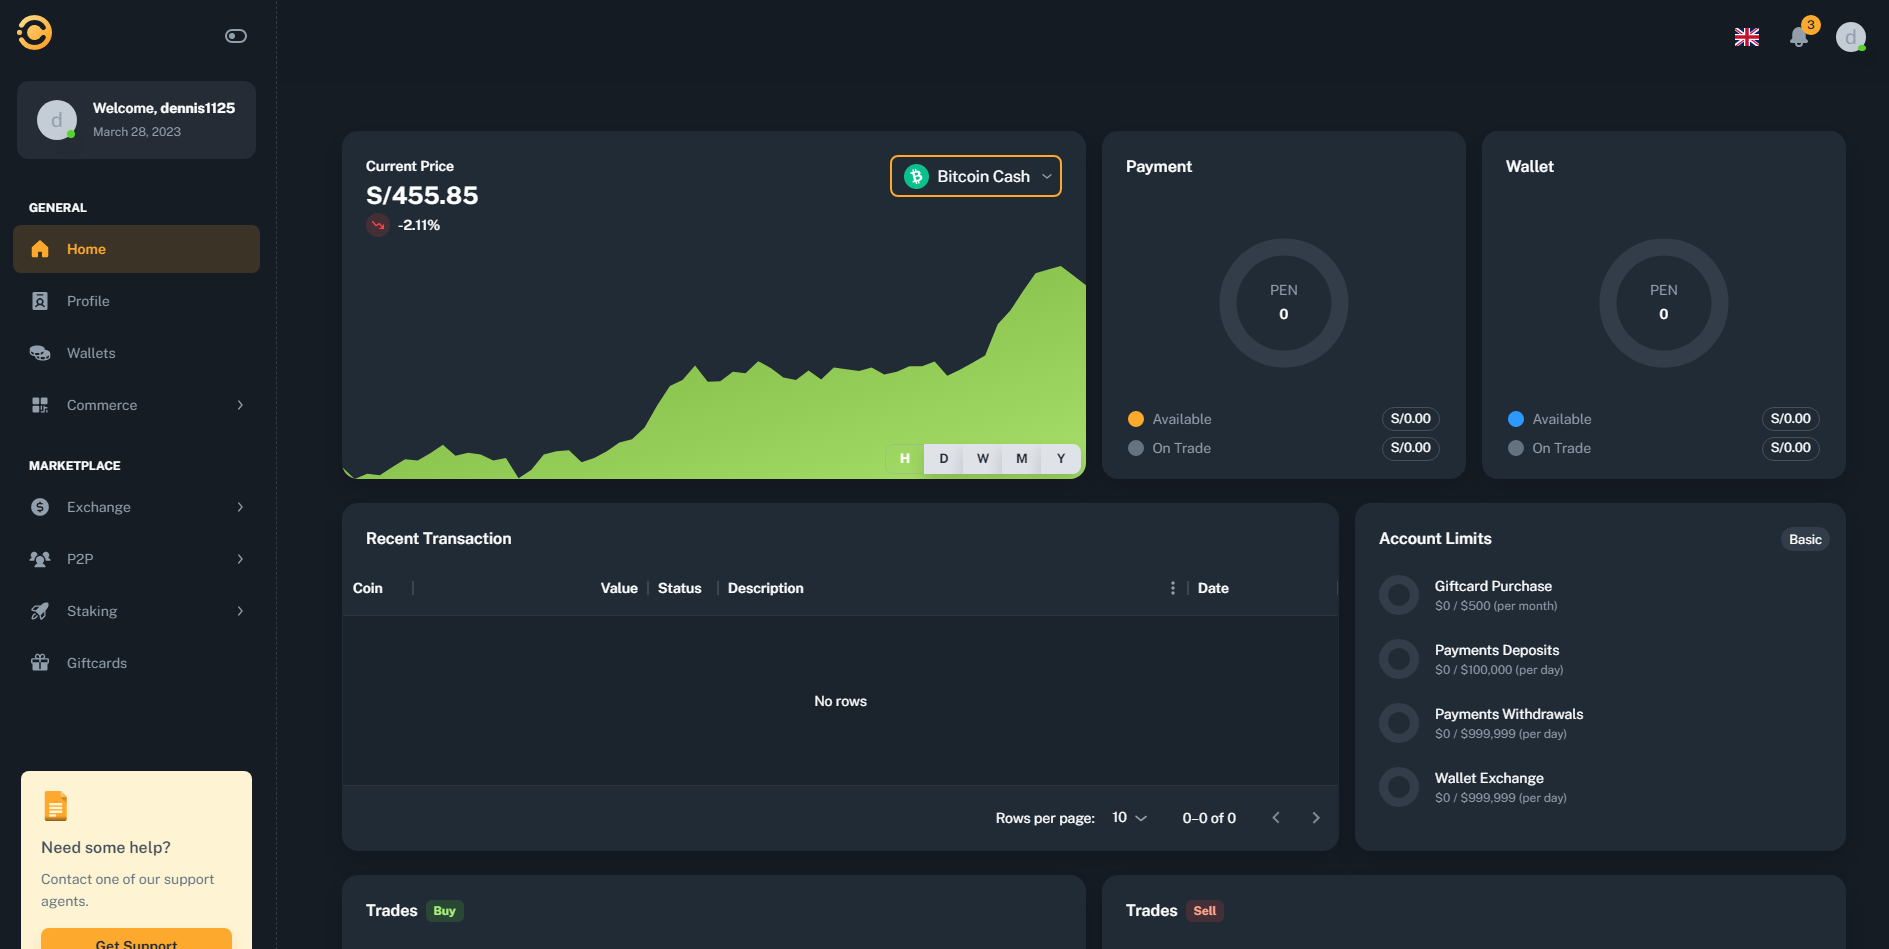 d
Welcome, dennis1125
March 28, 2023
GENERAL
Home
Profile
Wallets
Commerce
MARKETPLACE
Exchange
P2P
Staking
Giftcards
Need some help?
Contact one of our support
agents.
Get Support
3
d
Current Price
S/455.85
-2.11%
Bitcoin Cash
H D W M Y
Payment
PEN
0
Available S/0.00
On Trade S/0.00
Wallet
PEN
0
Available S/0.00
On Trade S/0.00
Recent Transaction
Coin Value Status Description Date
No rows
Rows per page: 10 0–0 of 0
Account Limits Basic
Giftcard Purchase
$0 / $500 (per month)
Payments Deposits
$0 / $100,000 (per day)
Payments Withdrawals
$0 / $999,999 (per day)
Wallet Exchange
$0 / $999,999 (per day)
Trades Buy
Trades Sell